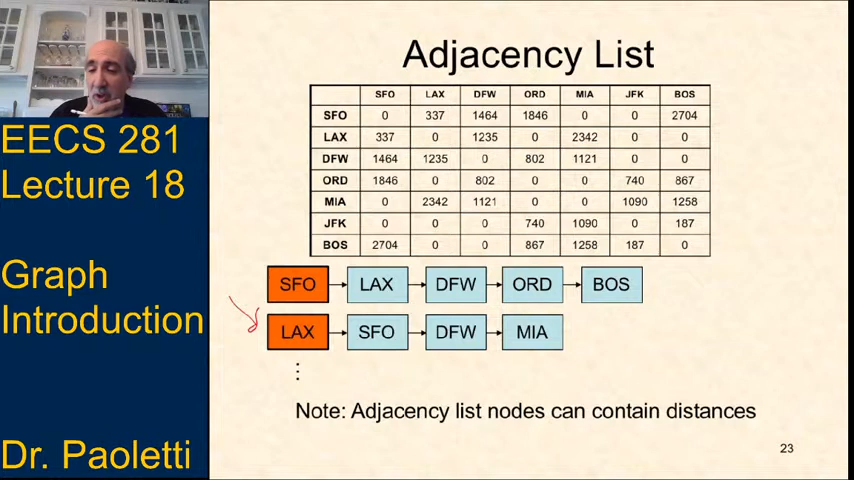 EECS 281
Lecture 18
Graph
Introduction
Dr. Paoletti
Adjacency List
SFO LAX DFW ORD MIA JFK BOS
SFO 0 337 1464 1846 0 0 2704
LAX 337 0 1235 0 2342 0 0
DFW 1464 1235 0 802 1121 0 0
ORD 1846 0 802 0 0 740 867
MIA 0 2342 1121 0 0 1090 1258
JFK 0 0 0 740 1090 0 187
BOS 2704 0 0 867 1258 187 0
SFO LAX DFW ORD BOS
LAX SFO DFW MIA
⋮
Note: Adjacency list nodes can contain distances
23